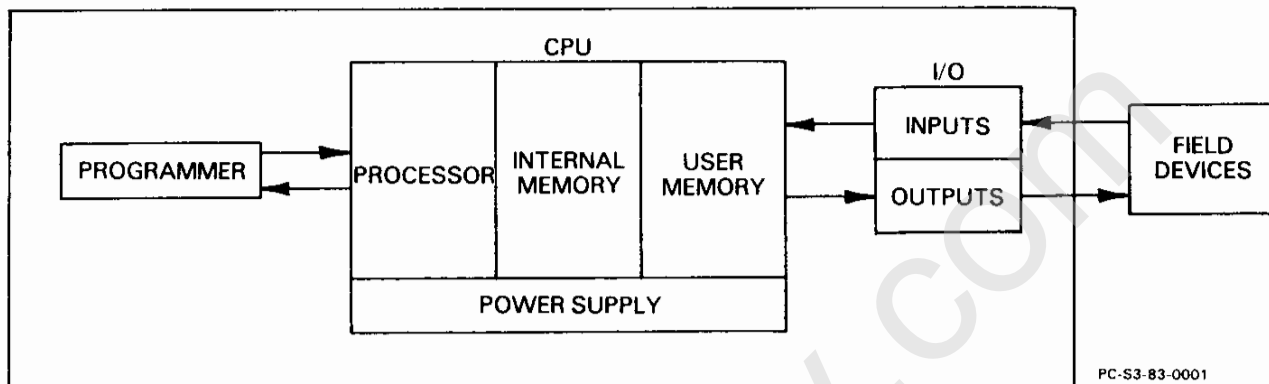 CPU
I/O
PROGRAMMER
PROCESSOR
INTERNAL
MEMORY
USER
MEMORY
POWER SUPPLY
INPUTS
OUTPUTS
FIELD
DEVICES
PC-S3-83-0001